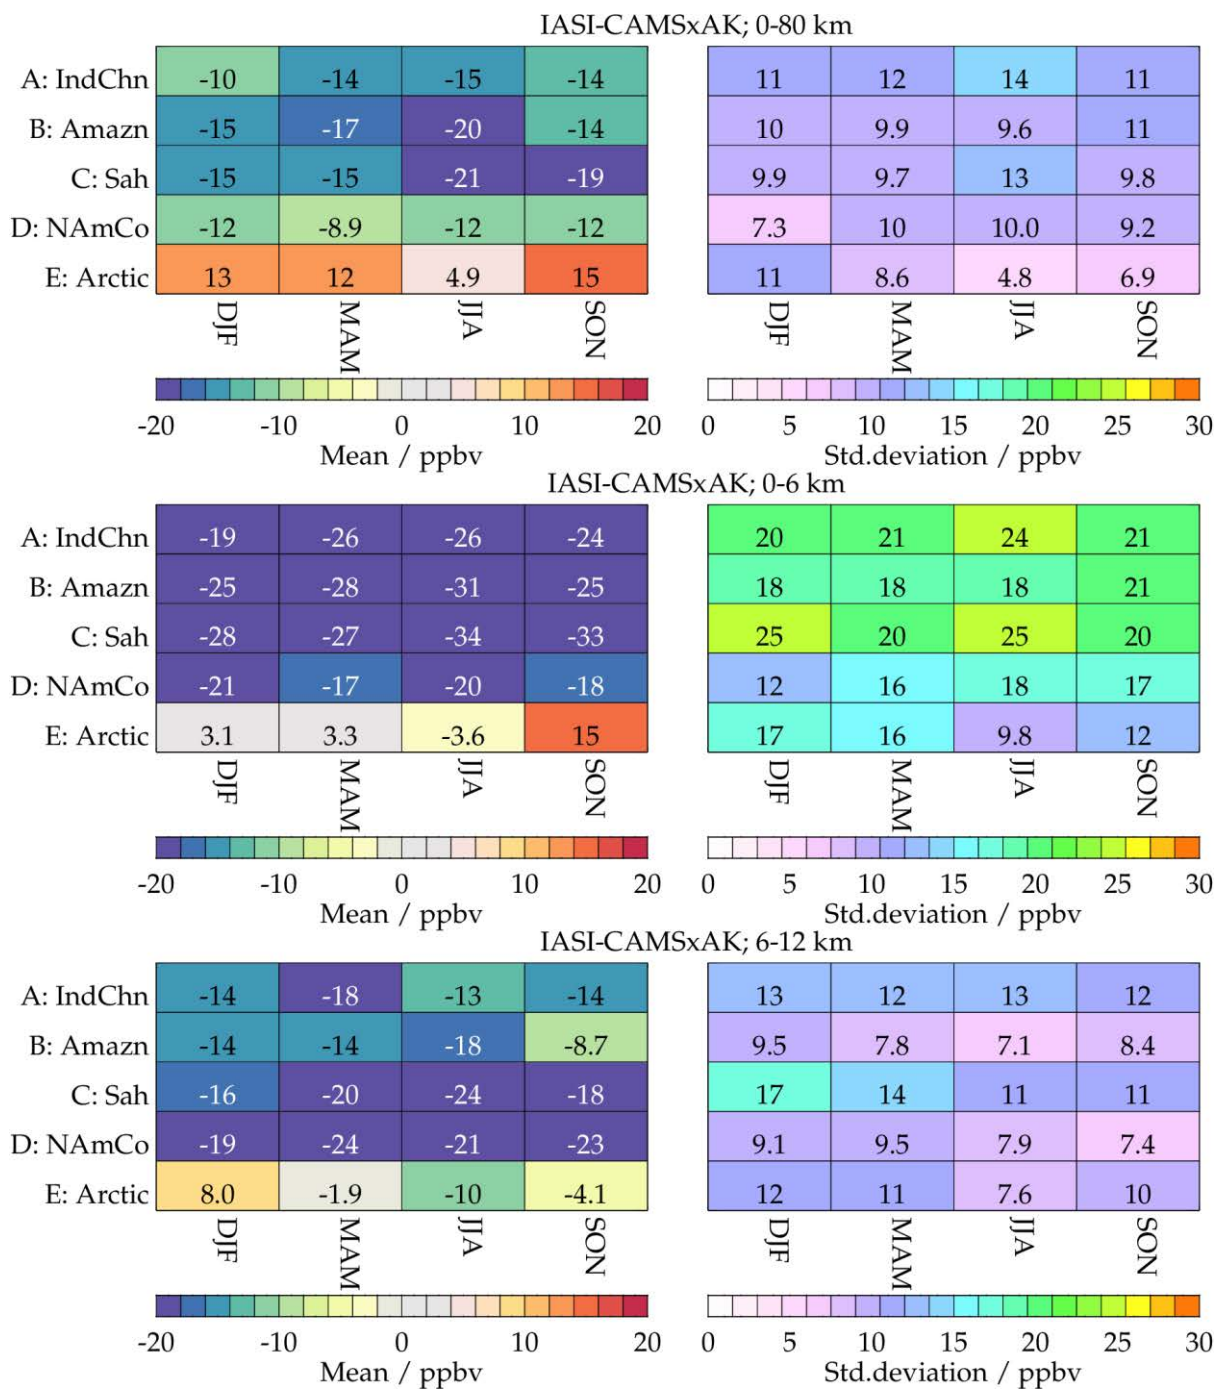 IASI-CAMSxAK; 0-80 km
A: IndChn -10 -14 -15 -14 11 12 14 11
B: Amazn -15 -17 -20 -14 10 9.9 9.6 11
C: Sah -15 -15 -21 -19 9.9 9.7 13 9.8
D: NAmCo -12 -8.9 -12 -12 7.3 10 10.0 9.2
E: Arctic 13 12 4.9 15 11 8.6 4.8 6.9
DJF MAM JJA SON DJF MAM JJA SON
-20 -10 0 10 20 0 5 10 15 20 25 30
Mean / ppbv Std.deviation / ppbv
IASI-CAMSxAK; 0-6 km
A: IndChn -19 -26 -26 -24 20 21 24 21
B: Amazn -25 -28 -31 -25 18 18 18 21
C: Sah -28 -27 -34 -33 25 20 25 20
D: NAmCo -21 -17 -20 -18 12 16 18 17
E: Arctic 3.1 3.3 -3.6 15 17 16 9.8 12
DJF MAM JJA SON DJF MAM JJA SON
-20 -10 0 10 20 0 5 10 15 20 25 30
Mean / ppbv Std.deviation / ppbv
IASI-CAMSxAK; 6-12 km
A: IndChn -14 -18 -13 -14 13 12 13 12
B: Amazn -14 -14 -18 -8.7 9.5 7.8 7.1 8.4
C: Sah -16 -20 -24 -18 17 14 11 11
D: NAmCo -19 -24 -21 -23 9.1 9.5 7.9 7.4
E: Arctic 8.0 -1.9 -10 -4.1 12 11 7.6 10
DJF MAM JJA SON DJF MAM JJA SON
-20 -10 0 10 20 0 5 10 15 20 25 30
Mean / ppbv Std.deviation / ppbv